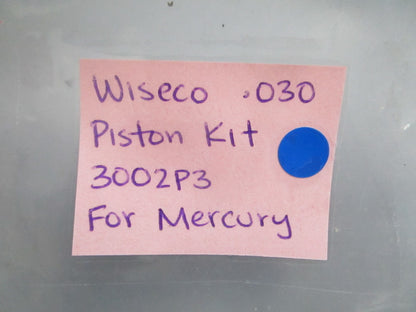 Wiseco .030
Piston Kit
3002P3
For Mercury